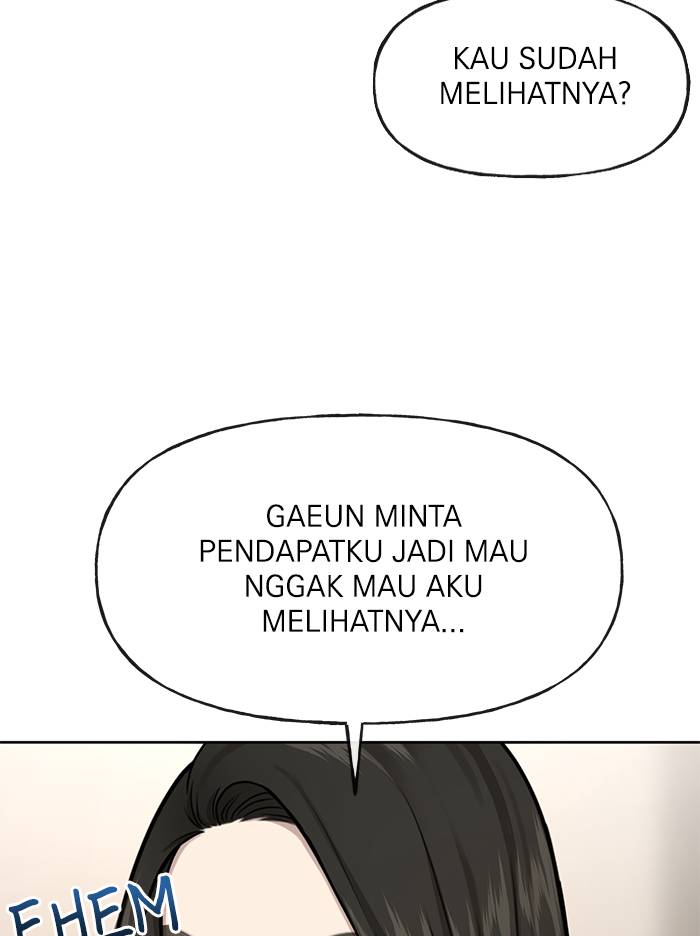 KAU SUDAH
MELIHATNYA?
GAEUN MINTA
PENDAPATKU JADI MAU
NGGAK MAU AKU
MELIHATNYA...
EHEM